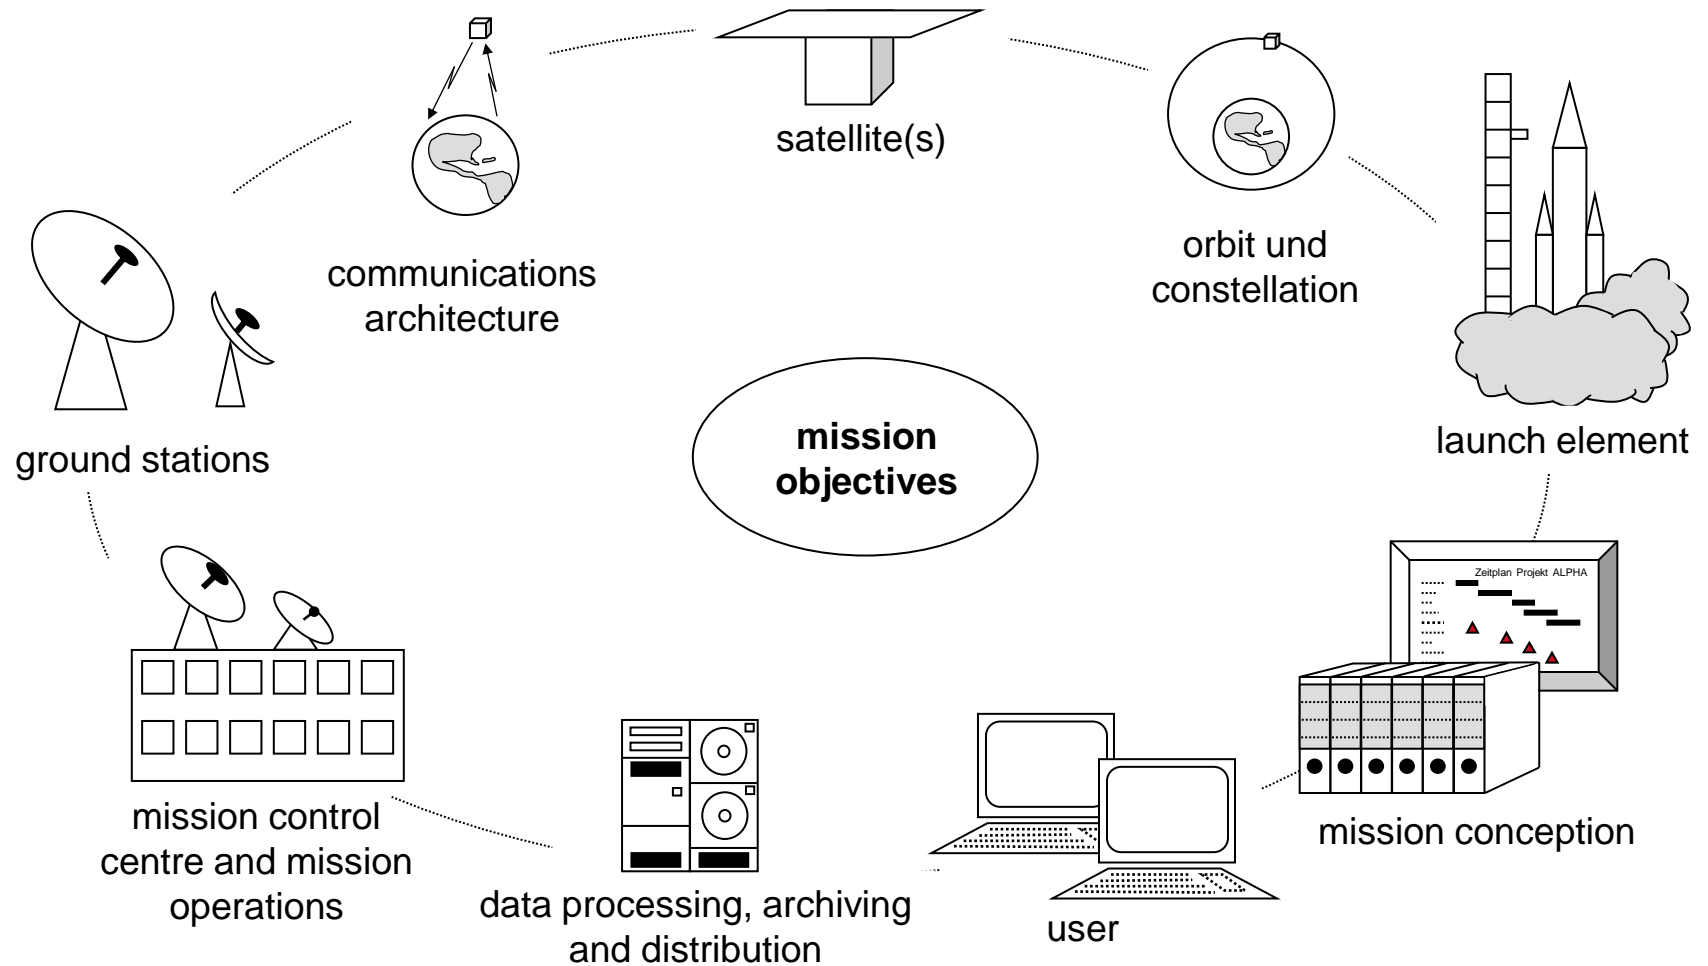 satellite(s)
orbit und
constellation
communications
architecture
launch element
ground stations
mission
objectives
Zeitplan Projekt ALPHA
mission conception
mission control
centre and mission
operations
data processing, archiving
and distribution
user